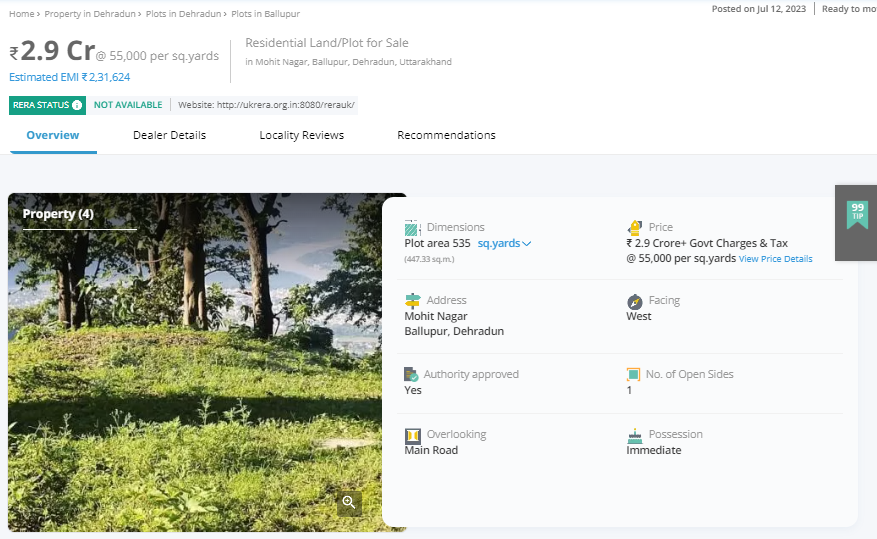 Home › Property in Dehradun › Plots in Dehradun › Plots in Ballupur
Posted on Jul 12, 2023 | Ready to mo
₹2.9 Cr @ 55,000 per sq.yards
Estimated EMI ₹ 2,31,624
Residential Land/Plot for Sale
in Mohit Nagar, Ballupur, Dehradun, Uttarakhand
RERA STATUS i NOT AVAILABLE | Website: http://ukrera.org.in:8080/rerauk/
Overview Dealer Details Locality Reviews Recommendations
Property (4)
Dimensions
Plot area 535 sq.yards
(447.33 sq.m.)
Price
₹ 2.9 Crore+ Govt Charges & Tax
@ 55,000 per sq.yards View Price Details
99
TIP
Address
Mohit Nagar
Ballupur, Dehradun
Facing
West
Authority approved
Yes
No. of Open Sides
1
Overlooking
Main Road
Possession
Immediate